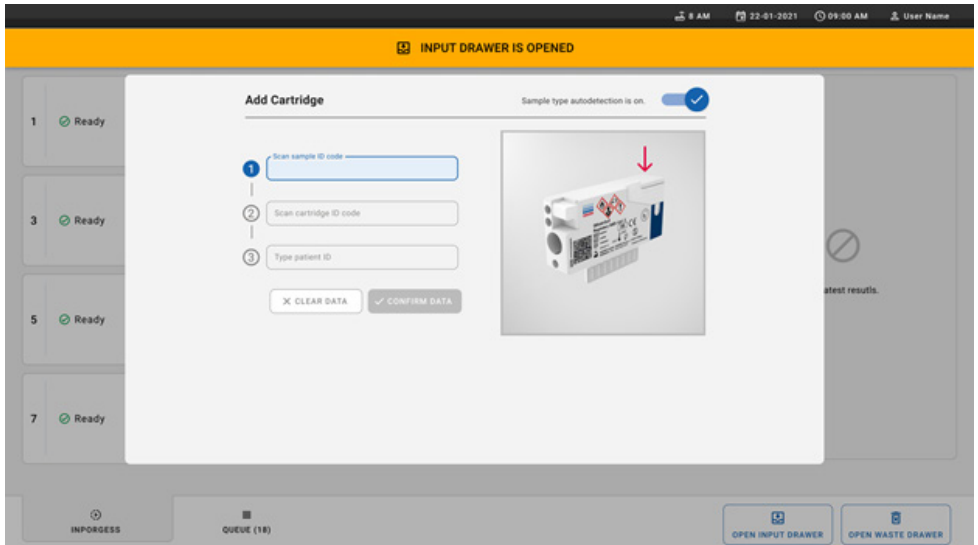 8 AM 22-01-2021 09:00 AM User Name
INPUT DRAWER IS OPENED
Add Cartridge
Sample type autodetection is on.
1 Ready
3 Ready
5 Ready
7 Ready
1 Scan sample ID code
2 Scan cartridge ID code
3 Type patient ID
CLEAR DATA CONFIRM DATA
atest resutls.
INPORGESS
QUEUE (18)
OPEN INPUT DRAWER
OPEN WASTE DRAWER